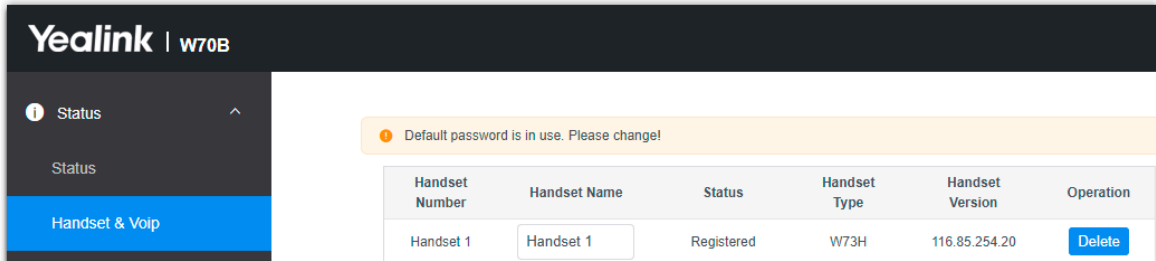 Yealink | W70B
Status
Default password is in use. Please change!
Status
Handset Number Handset Name Status Handset Type Handset Version Operation
Handset & Voip
Handset 1 Handset 1 Registered W73H 116.85.254.20 Delete